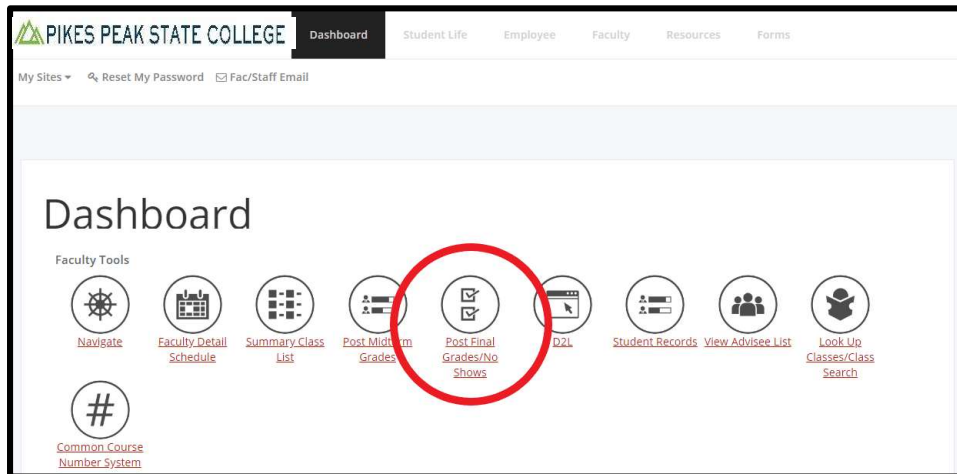 PIKES PEAK STATE COLLEGE
Dashboard Student Life Employee Faculty Resources Forms
My Sites Reset My Password Fac/Staff Email
Dashboard
Faculty Tools
Navigate
Faculty Detail
Schedule
Summary Class
List
Post Midterm
Grades
Post Final
Grades/No
Shows
D2L
Student Records
View Advisee List
Look Up
Classes/Class
Search
#
Common Course
Number System